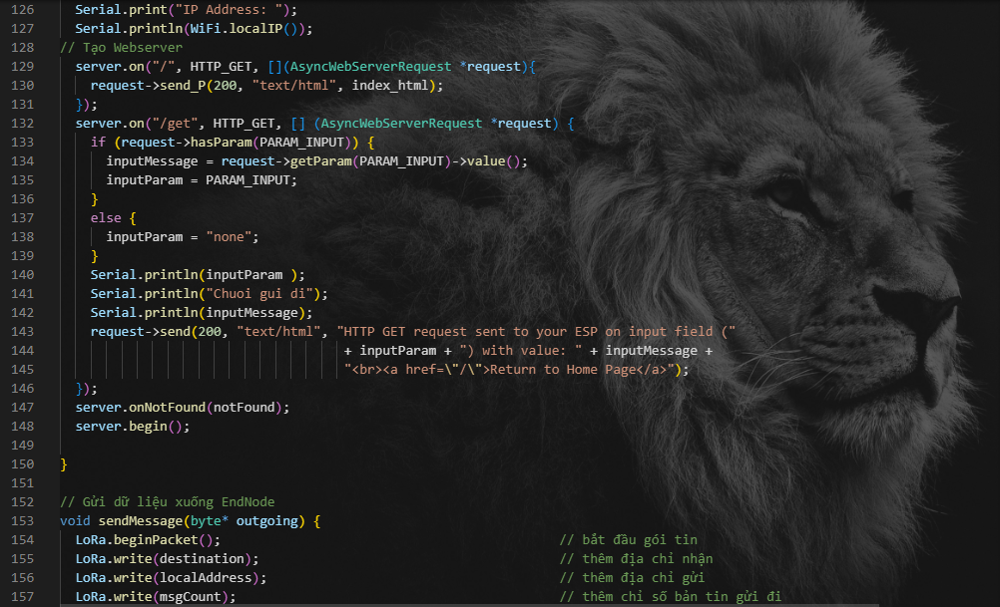 126 Serial.print("IP Address: ");
127 Serial.println(WiFi.localIP());
128 // Tạo Webserver
129 server.on("/", HTTP_GET, [](AsyncWebServerRequest *request){
130 request->send_P(200, "text/html", index_html);
131 });
132 server.on("/get", HTTP_GET, [] (AsyncWebServerRequest *request) {
133 if (request->hasParam(PARAM_INPUT)) {
134 inputMessage = request->getParam(PARAM_INPUT)->value();
135 inputParam = PARAM_INPUT;
136 }
137 else {
138 inputParam = "none";
139 }
140 Serial.println(inputParam );
141 Serial.println("Chuoi gui di");
142 Serial.println(inputMessage);
143 request->send(200, "text/html", "HTTP GET request sent to your ESP on input field ("
144 + inputParam + ") with value: " + inputMessage +
145 "<br><a href=\"/\">Return to Home Page</a>");
146 });
147 server.onNotFound(notFound);
148 server.begin();
149
150 }
151
152 // Gửi dữ liệu xuống EndNode
153 void sendMessage(byte* outgoing) {
154 LoRa.beginPacket(); // bắt đầu gói tin
155 LoRa.write(destination); // thêm địa chỉ nhận
156 LoRa.write(localAddress); // thêm địa chỉ gửi
157 LoRa.write(msgCount); // thêm chỉ số bản tin gửi đi